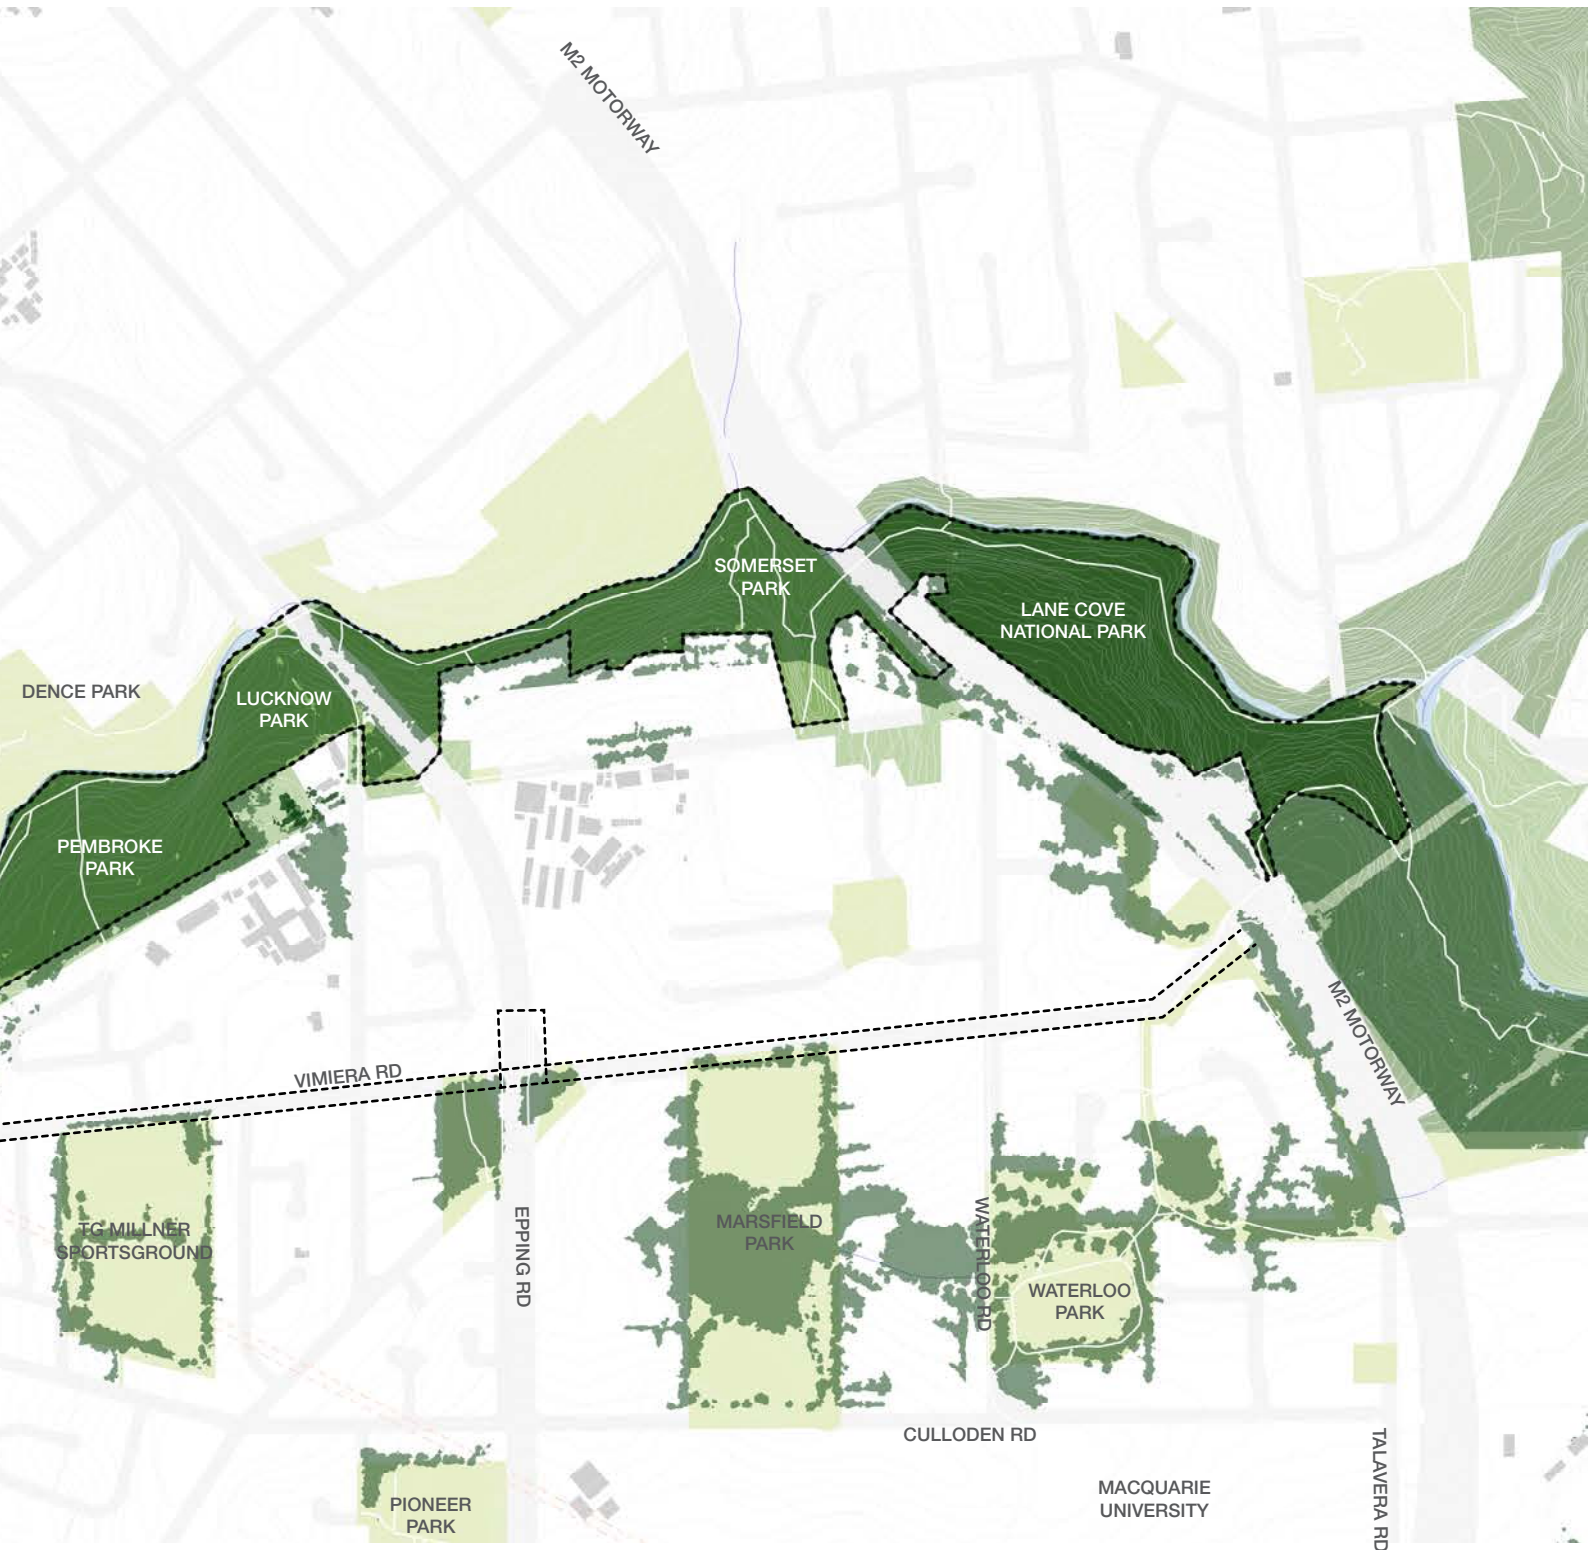 M2 MOTORWAY
SOMERSET
PARK
LANE COVE
NATIONAL PARK
DENCE PARK
LUCKNOW
PARK
PEMBROKE
PARK
M2 MOTORWAY
VIMIERA RD
TG MILLNER
SPORTSGROUND
EPPING RD
MARSFIELD
PARK
WATERLOO RD
WATERLOO
PARK
CULLODEN RD
TALAVERA RD
MACQUARIE
UNIVERSITY
PIONEER
PARK